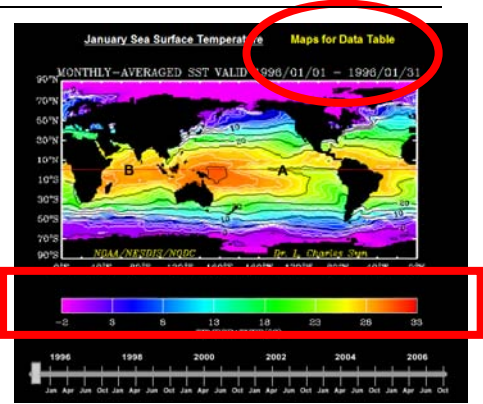 January Sea Surface Temperature Maps for Data Table
MONTHLY-AVERAGED SST VALID 1996/01/01 - 1996/01/31
90°N
70°N
50°N
30°N
10°N
10°S
30°S
50°S
70°S
90°S
B A
NOAA/NESDIS/NODC Dr. L. Charles Sun
-2 3 8 13 18 23 28 33
1996 1998 2000 2002 2004 2006
Jan Apr Jun Oct Jan Apr Jun Oct Jan Apr Jun Oct Jan Apr Jun Oct Jan Apr Jun Oct Jan Apr Jun Oct